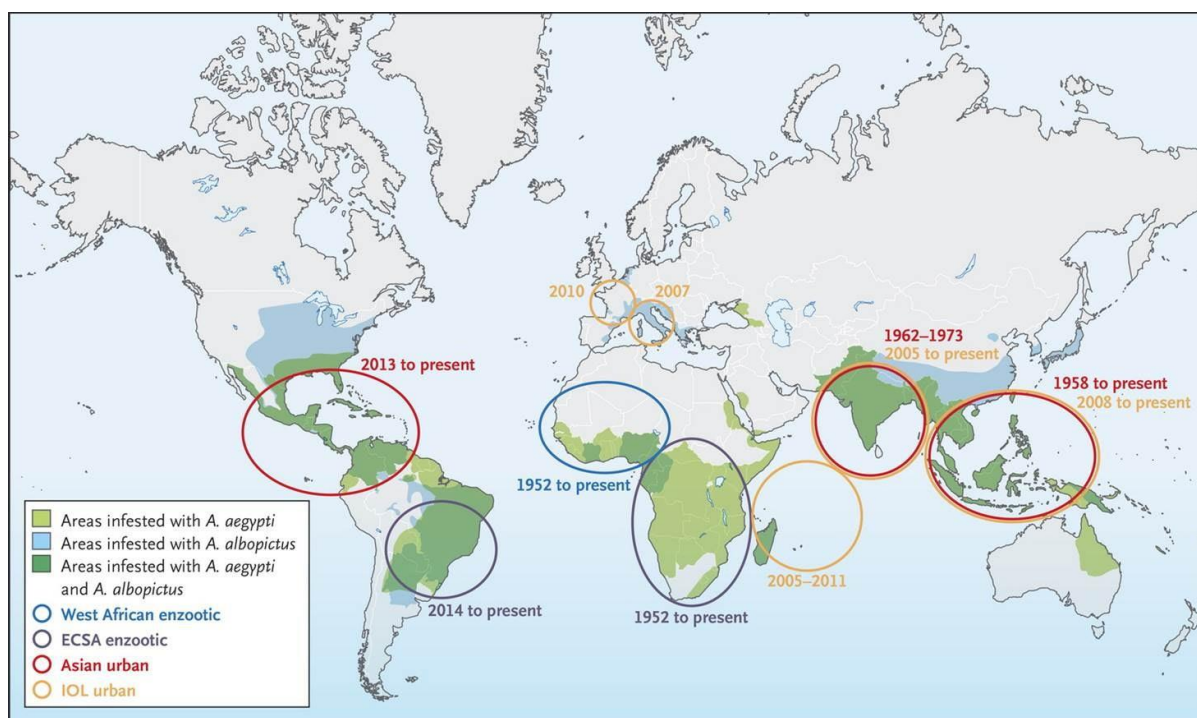 2010
2007
1962–1973
2005 to present
2013 to present
1958 to present
2008 to present
1952 to present
2005–2011
2014 to present
1952 to present
Areas infested with A. aegypti
Areas infested with A. albopictus
Areas infested with A. aegypti
and A. albopictus
West African enzootic
ECSA enzootic
Asian urban
IOL urban